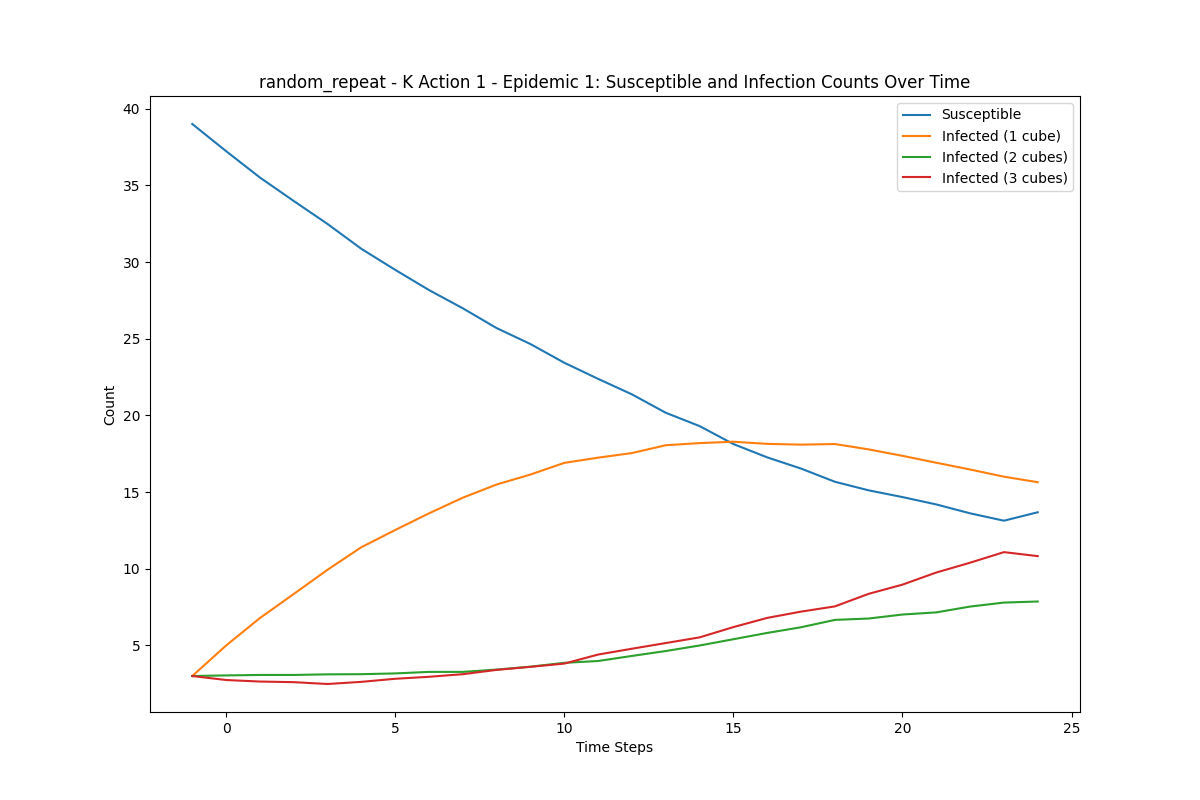 random_repeat - K Action 1 - Epidemic 1: Susceptible and Infection Counts Over Time
Susceptible
Infected (1 cube)
Infected (2 cubes)
Infected (3 cubes)
40
35
30
25
20
15
10
5
Count
0
5
10
15
20
25
Time Steps